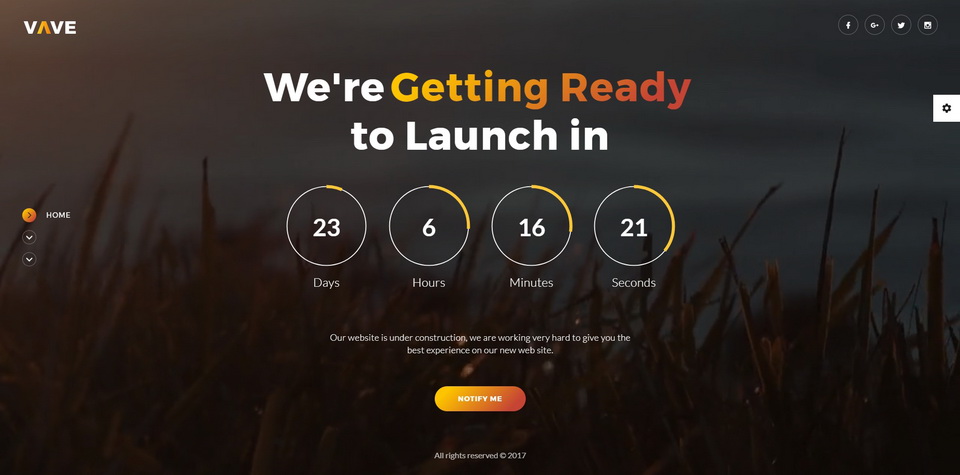 VAVE
We're Getting Ready
to Launch in
HOME
23
6
16
21
Days
Hours
Minutes
Seconds
Our website is under construction, we are working very hard to give you the
best experience on our new web site.
NOTIFY ME
All rights reserved © 2017